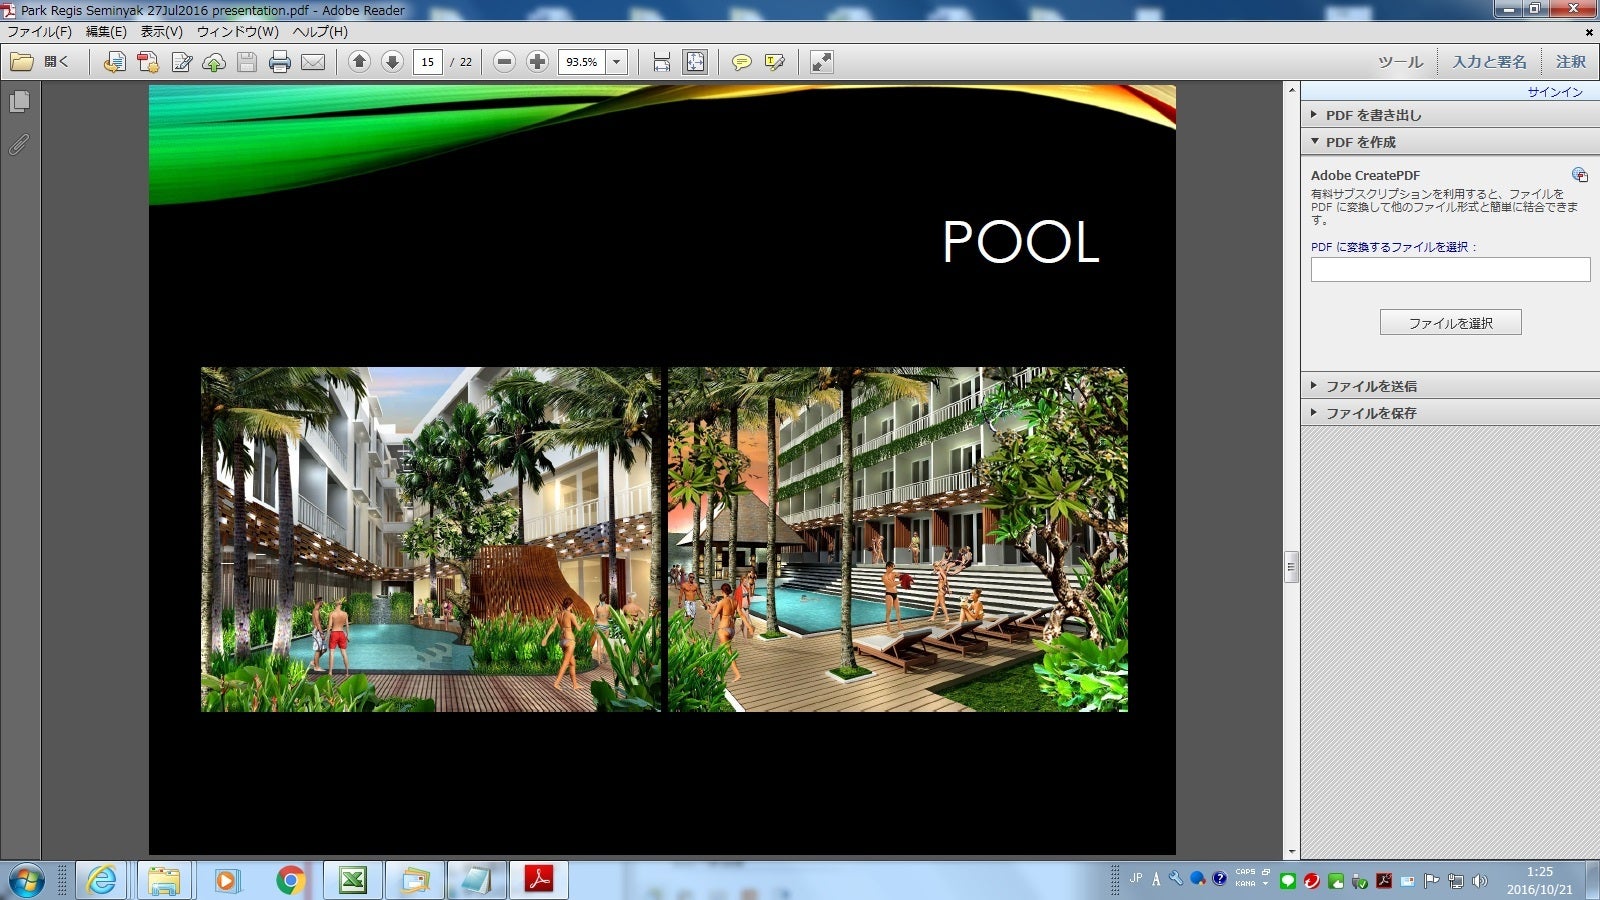 Park Regis Seminyak 27Jul2016 presentation.pdf - Adobe Reader
ファイル(F) 編集(E) 表示(V) ウィンドウ(W) ヘルプ(H)
開く 15 / 22 93.5% ツール 入力と署名 注釈
サインイン
PDF を書き出し
PDF を作成
Adobe CreatePDF
有料サブスクリプションを利用すると、ファイルを
PDF に変換して他のファイル形式と簡単に結合できま
す。
PDF に変換するファイルを選択 :
ファイルを選択
ファイルを送信
ファイルを保存
POOL
JP A CAPS KANA 1:25
2016/10/21